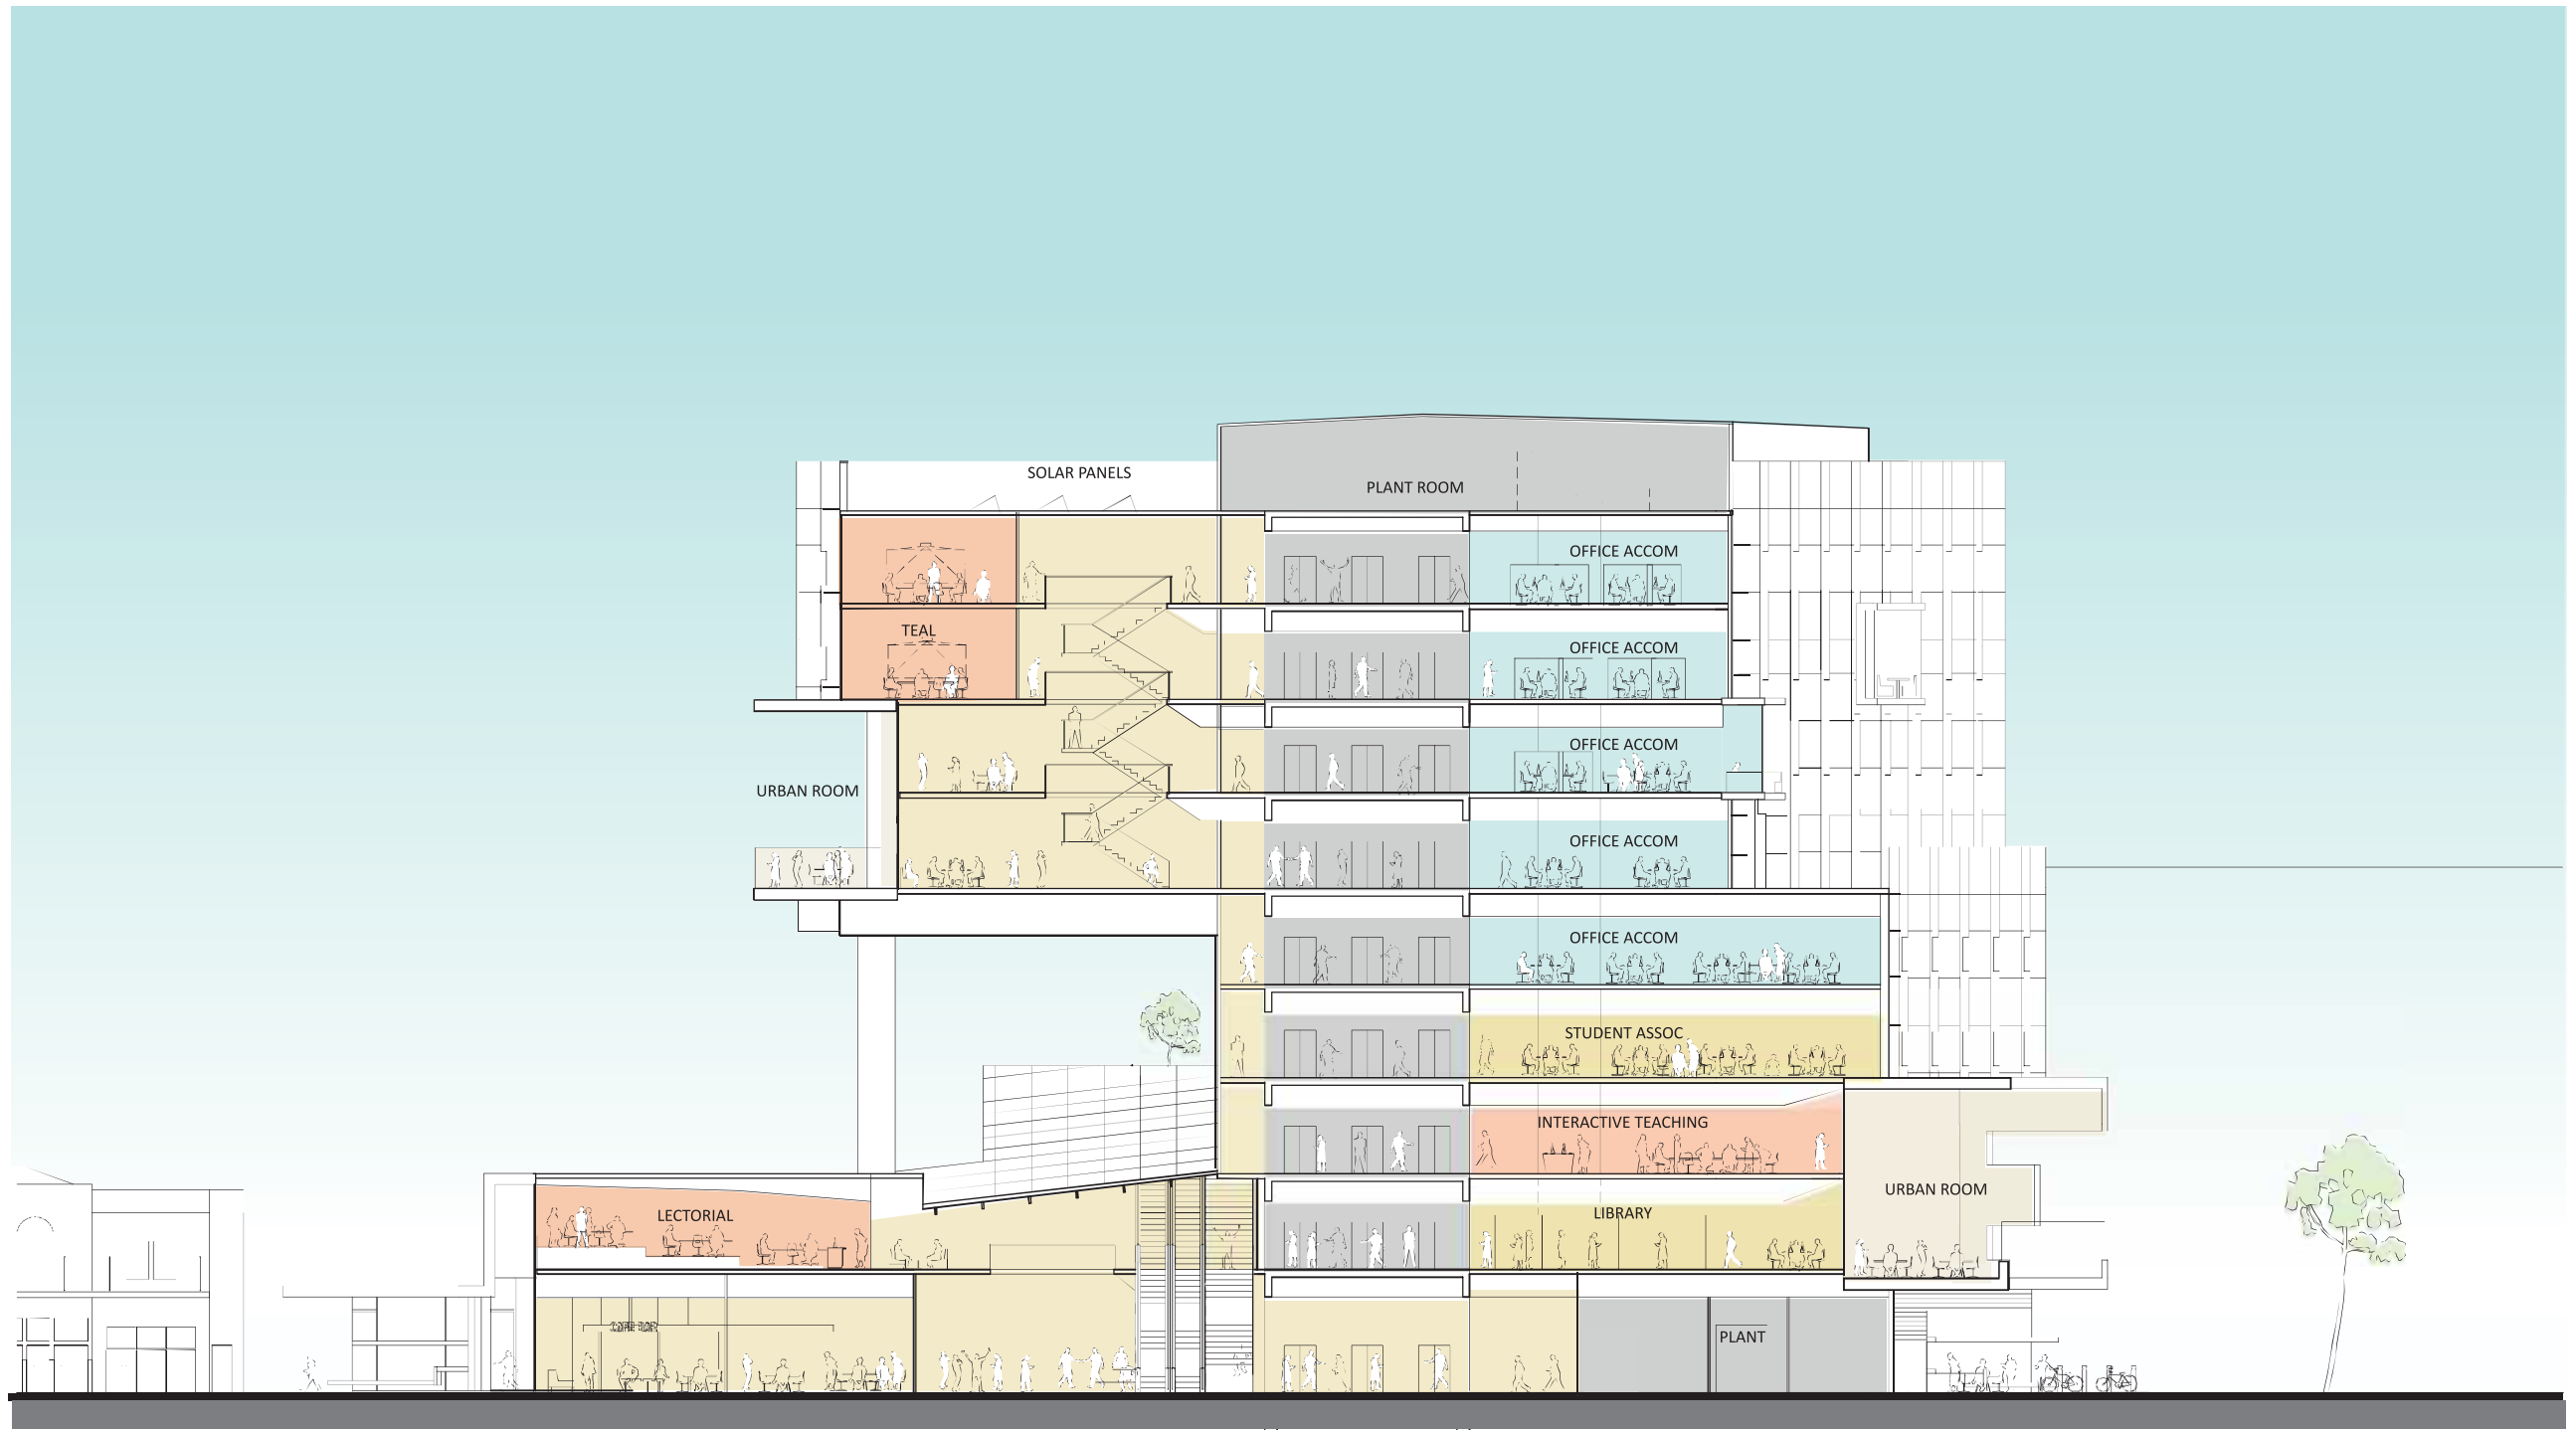 SOLAR PANELS
PLANT ROOM
OFFICE ACCOM
TEAL
OFFICE ACCOM
OFFICE ACCOM
URBAN ROOM
OFFICE ACCOM
OFFICE ACCOM
STUDENT ASSOC
INTERACTIVE TEACHING
URBAN ROOM
LECTORIAL
LIBRARY
PLANT